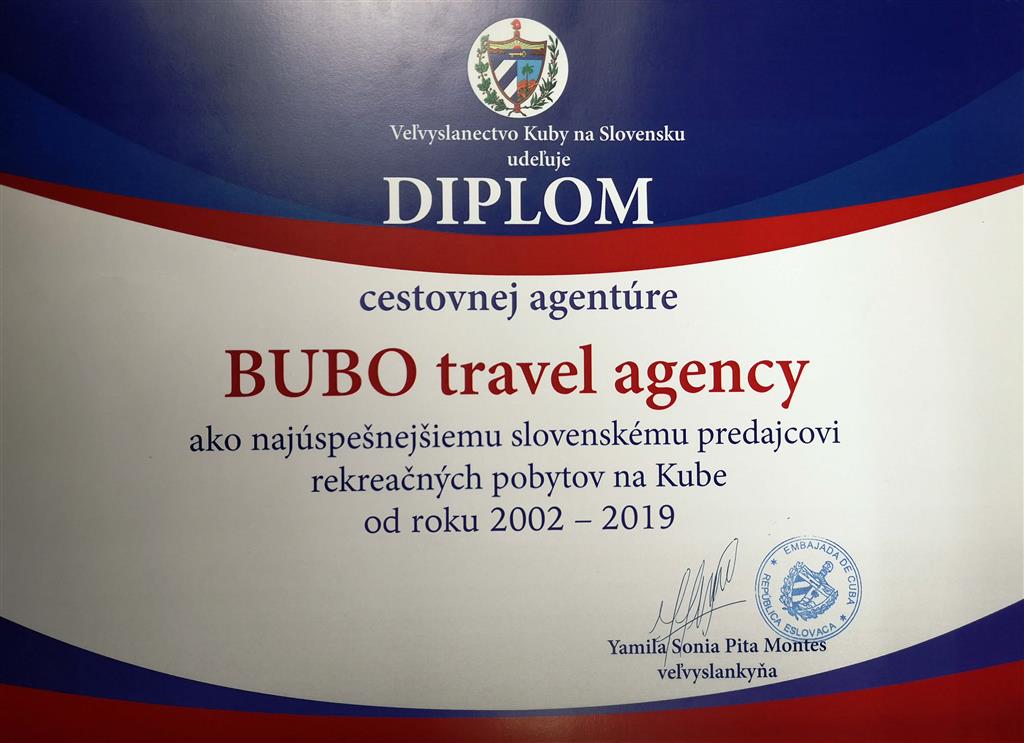 Veľvyslanectvo Kuby na Slovensku
udeľuje
DIPLOM
cestovnej agentúre
BUBO travel agency
ako najúspešnejšiemu slovenskému predajcovi
rekreačných pobytov na Kube
od roku 2002 – 2019
EMBAJADA DE CUBA
REPÚBLICA ESLOVACA
Yamila Sonia Pita Montes
veľvyslankyňa